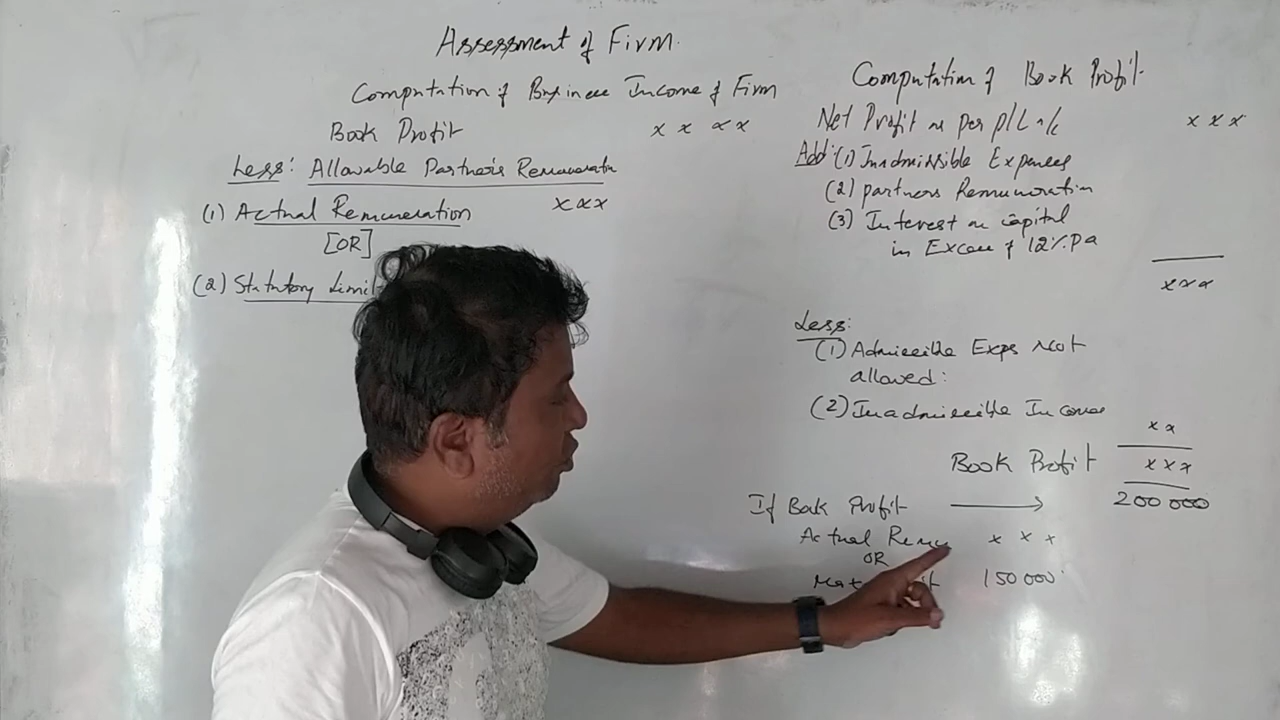 Assessment of Firm.
Computation of Business Income of Firm
Book Profit x x x x
Less: Allowable Partners Remuneratn
(1) Actual Remuneration x x x
[OR]
(2) Statutory Limit
Computation of Book Profit
Net Profit as per P/L a/c x x x
Add: (1) Inadmissible Expenses
(2) partners Remuneration
(3) Interest on capital
in Excess of 12% Pa
x x x
Less:
(1) Admissible Exps Not
allowed:
(2) Inadmissible Income
x x
Book Profit x x x
If Book Profit → 200 000
Actual Remu x x x
OR
150 000